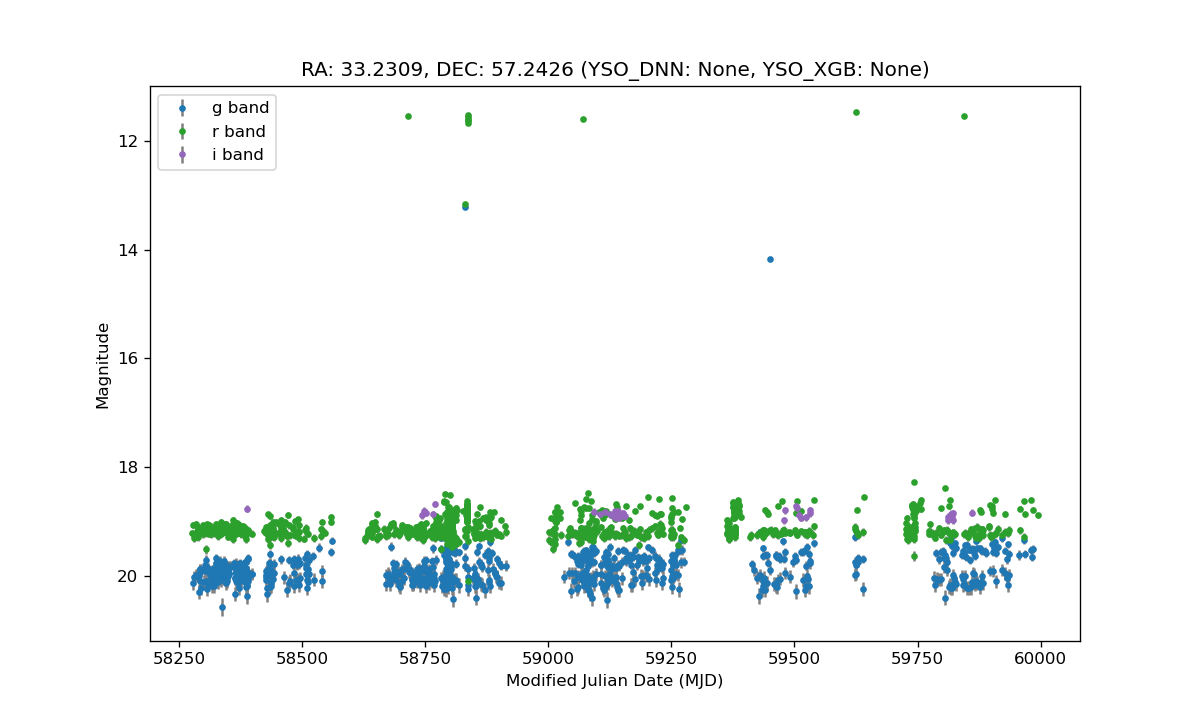 RA: 33.2309, DEC: 57.2426 (YSO_DNN: None, YSO_XGB: None)
g band
r band
i band
12
14
16
18
20
Magnitude
58250 58500 58750 59000 59250 59500 59750 60000
Modified Julian Date (MJD)